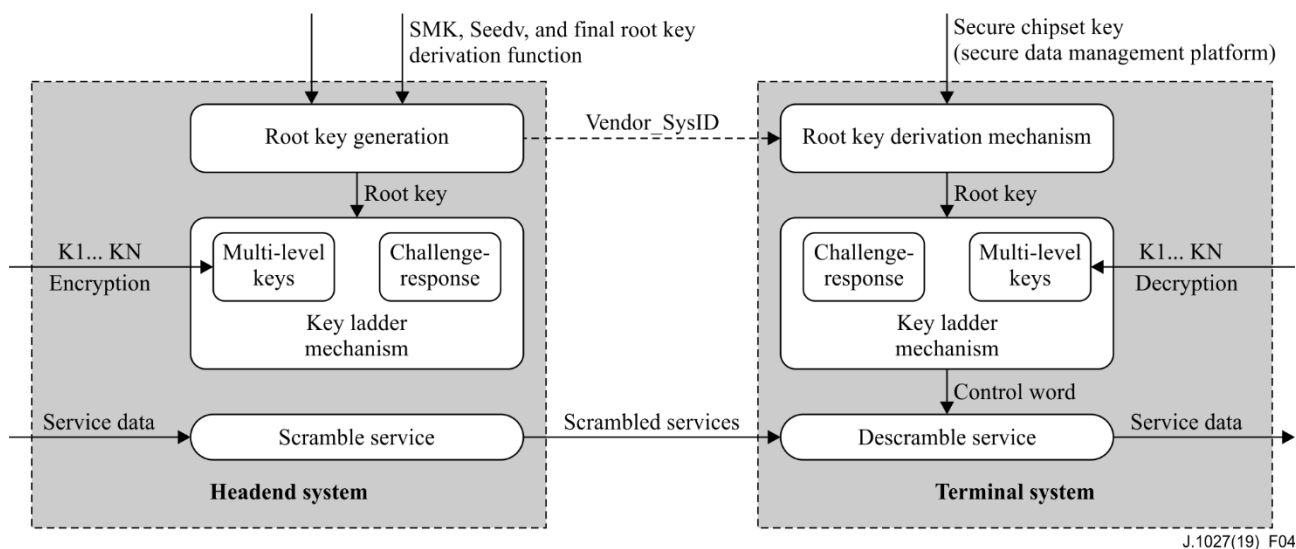 SMK, Seedv, and final root key
derivation function
Secure chipset key
(secure data management platform)
Root key generation
Vendor_SysID
Root key derivation mechanism
Root key
Root key
K1... KN
Encryption
Multi-level
keys
Challenge-
response
Key ladder
mechanism
Challenge-
response
Multi-level
keys
Key ladder
mechanism
K1... KN
Decryption
Control word
Service data
Scramble service
Scrambled services
Descramble service
Service data
Headend system
Terminal system
J.1027(19)_F04